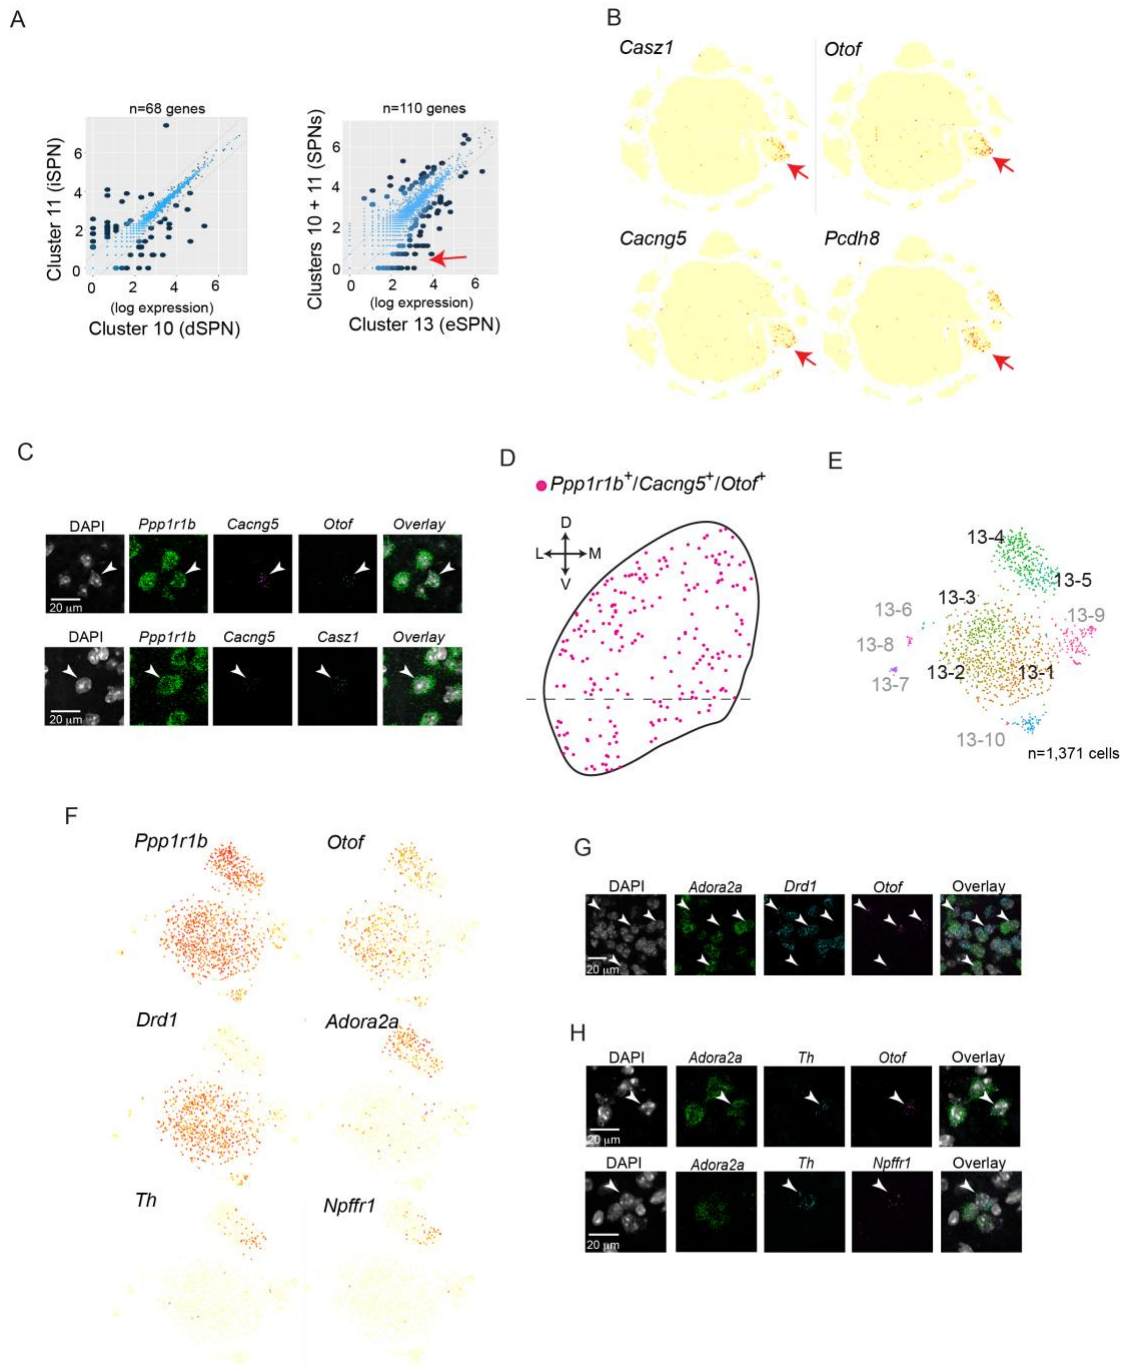 A
n=68 genes
Cluster 11 (iSPN)
6
4
2
0
0 2 4 6
(log expression)
Cluster 10 (dSPN)
n=110 genes
Clusters 10 + 11 (SPNs)
6
4
2
0
0 2 4 6
(log expression)
Cluster 13 (eSPN)
B
Casz1
Otof
Cacng5
Pcdh8
C
DAPI Ppp1r1b Cacng5 Otof Overlay
20 μm
DAPI Ppp1r1b Cacng5 Casz1 Overlay
20 μm
D
Ppp1r1b+/Cacng5+/Otof+
D
L M
V
E
13-4
13-5
13-3
13-6
13-9
13-8
13-2
13-1
13-7
13-10
n=1,371 cells
F
Ppp1r1b
Otof
Drd1
Adora2a
Th
Npffr1
G
DAPI Adora2a Drd1 Otof Overlay
20 μm
H
DAPI Adora2a Th Otof Overlay
20 μm
DAPI Adora2a Th Npffr1 Overlay
20 μm